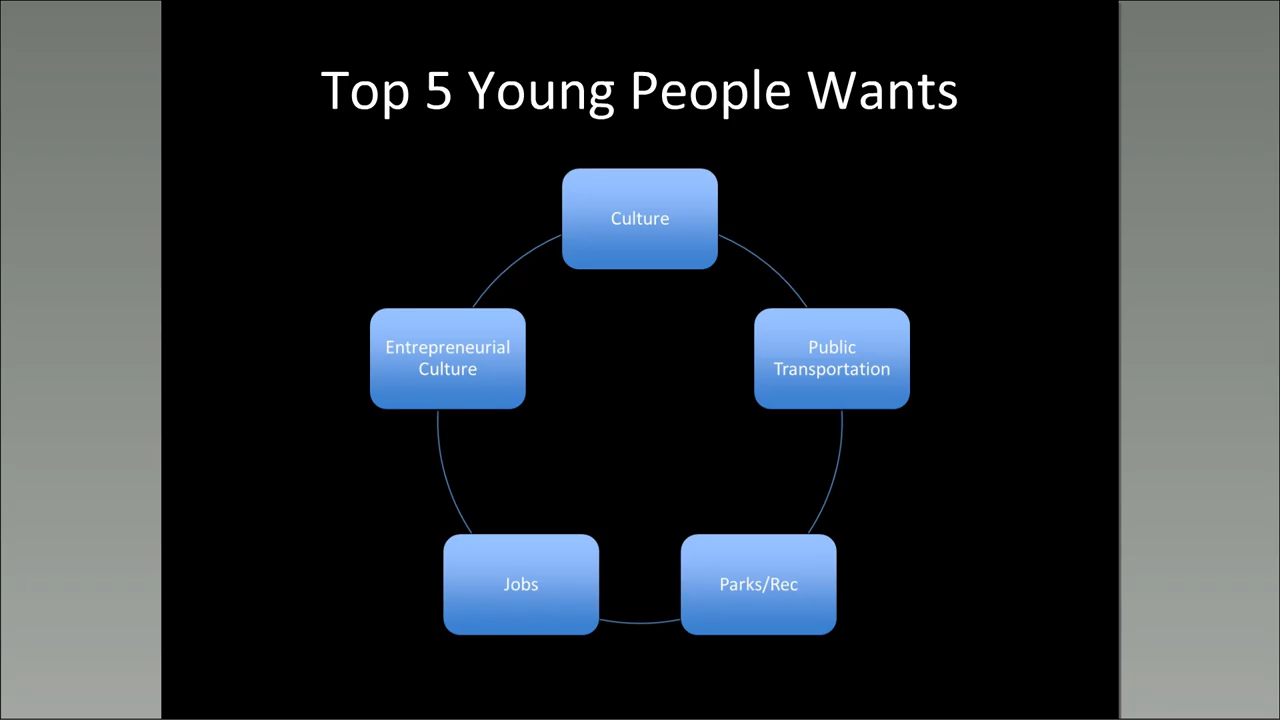 Top 5 Young People Wants
Culture
Public
Transportation
Parks/Rec
Jobs
Entrepreneurial
Culture